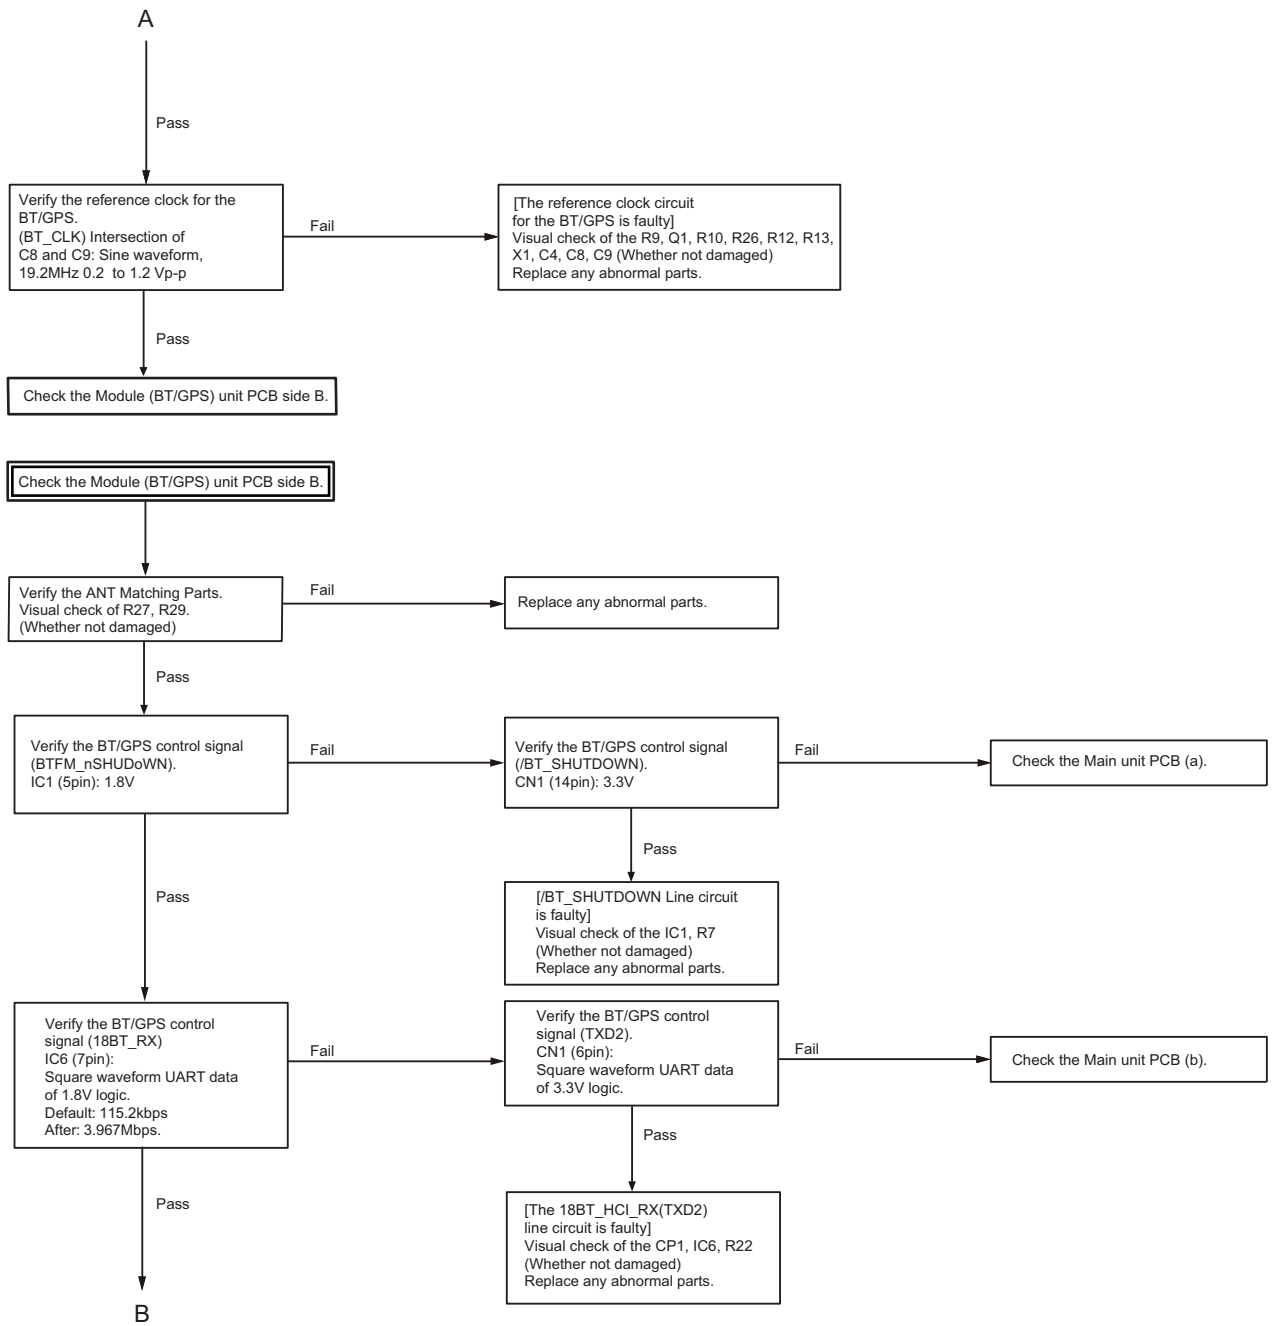 A
Pass
Verify the reference clock for the
BT/GPS.
(BT_CLK) Intersection of
C8 and C9: Sine waveform,
19.2MHz 0.2 to 1.2 Vp-p
Fail
[The reference clock circuit
for the BT/GPS is faulty]
Visual check of the R9, Q1, R10, R26, R12, R13,
X1, C4, C8, C9 (Whether not damaged)
Replace any abnormal parts.
Pass
Check the Module (BT/GPS) unit PCB side B.
Check the Module (BT/GPS) unit PCB side B.
Verify the ANT Matching Parts.
Visual check of R27, R29.
(Whether not damaged)
Fail
Replace any abnormal parts.
Pass
Verify the BT/GPS control signal
(BTFM_nSHUDoWN).
IC1 (5pin): 1.8V
Fail
Verify the BT/GPS control signal
(/BT_SHUTDOWN).
CN1 (14pin): 3.3V
Fail
Check the Main unit PCB (a).
Pass
[/BT_SHUTDOWN Line circuit
is faulty]
Visual check of the IC1, R7
(Whether not damaged)
Replace any abnormal parts.
Pass
Verify the BT/GPS control
signal (18BT_RX)
IC6 (7pin):
Square waveform UART data
of 1.8V logic.
Default: 115.2kbps
After: 3.967Mbps.
Fail
Verify the BT/GPS control
signal (TXD2).
CN1 (6pin):
Square waveform UART data
of 3.3V logic.
Fail
Check the Main unit PCB (b).
Pass
[The 18BT_HCI_RX(TXD2)
line circuit is faulty]
Visual check of the CP1, IC6, R22
(Whether not damaged)
Replace any abnormal parts.
Pass
B